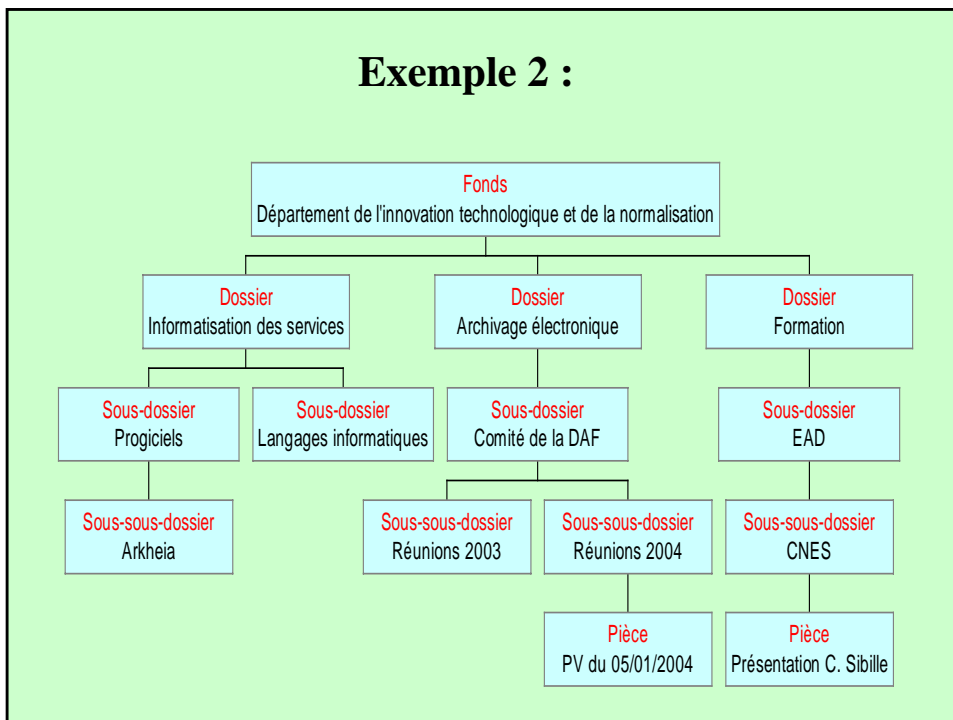 Exemple 2 :
Fonds
Département de l'innovation technologique et de la normalisation
Dossier
Informatisation des services
Dossier
Archivage électronique
Dossier
Formation
Sous-dossier
Progiciels
Sous-dossier
Langages informatiques
Sous-dossier
Comité de la DAF
Sous-dossier
EAD
Sous-sous-dossier
Arkheia
Sous-sous-dossier
Réunions 2003
Sous-sous-dossier
Réunions 2004
Sous-sous-dossier
CNES
Pièce
PV du 05/01/2004
Pièce
Présentation C. Sibille